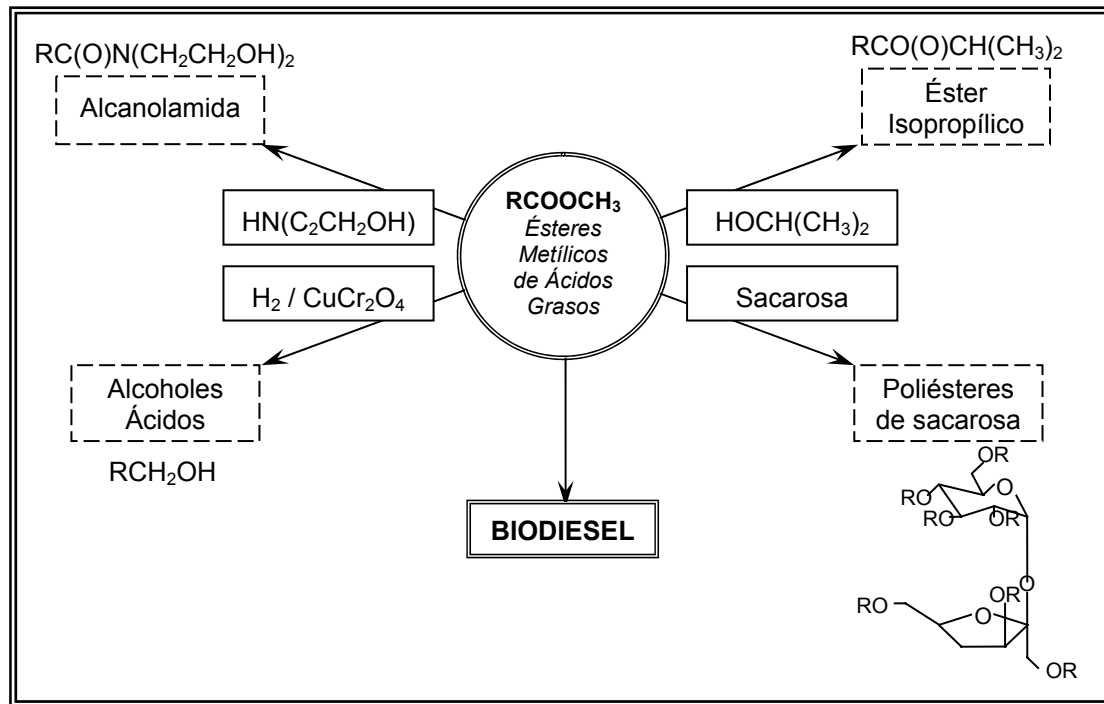 RC(O)N(CH₂CH₂OH)₂
Alcanolamida
HN(C₂CH₂OH)
H₂ / CuCr₂O₄
Alcoholes
Ácidos
RCH₂OH
RCOOCH₃
Ésteres
Metílicos
de Ácidos
Grasos
BIODIESEL
RCO(O)CH(CH₃)₂
Éster
Isopropílico
HOCH(CH₃)₂
Sacarosa
Poliésteres
de sacarosa
OR
O
RO
RO
OR
O
OR
RO
O
OR